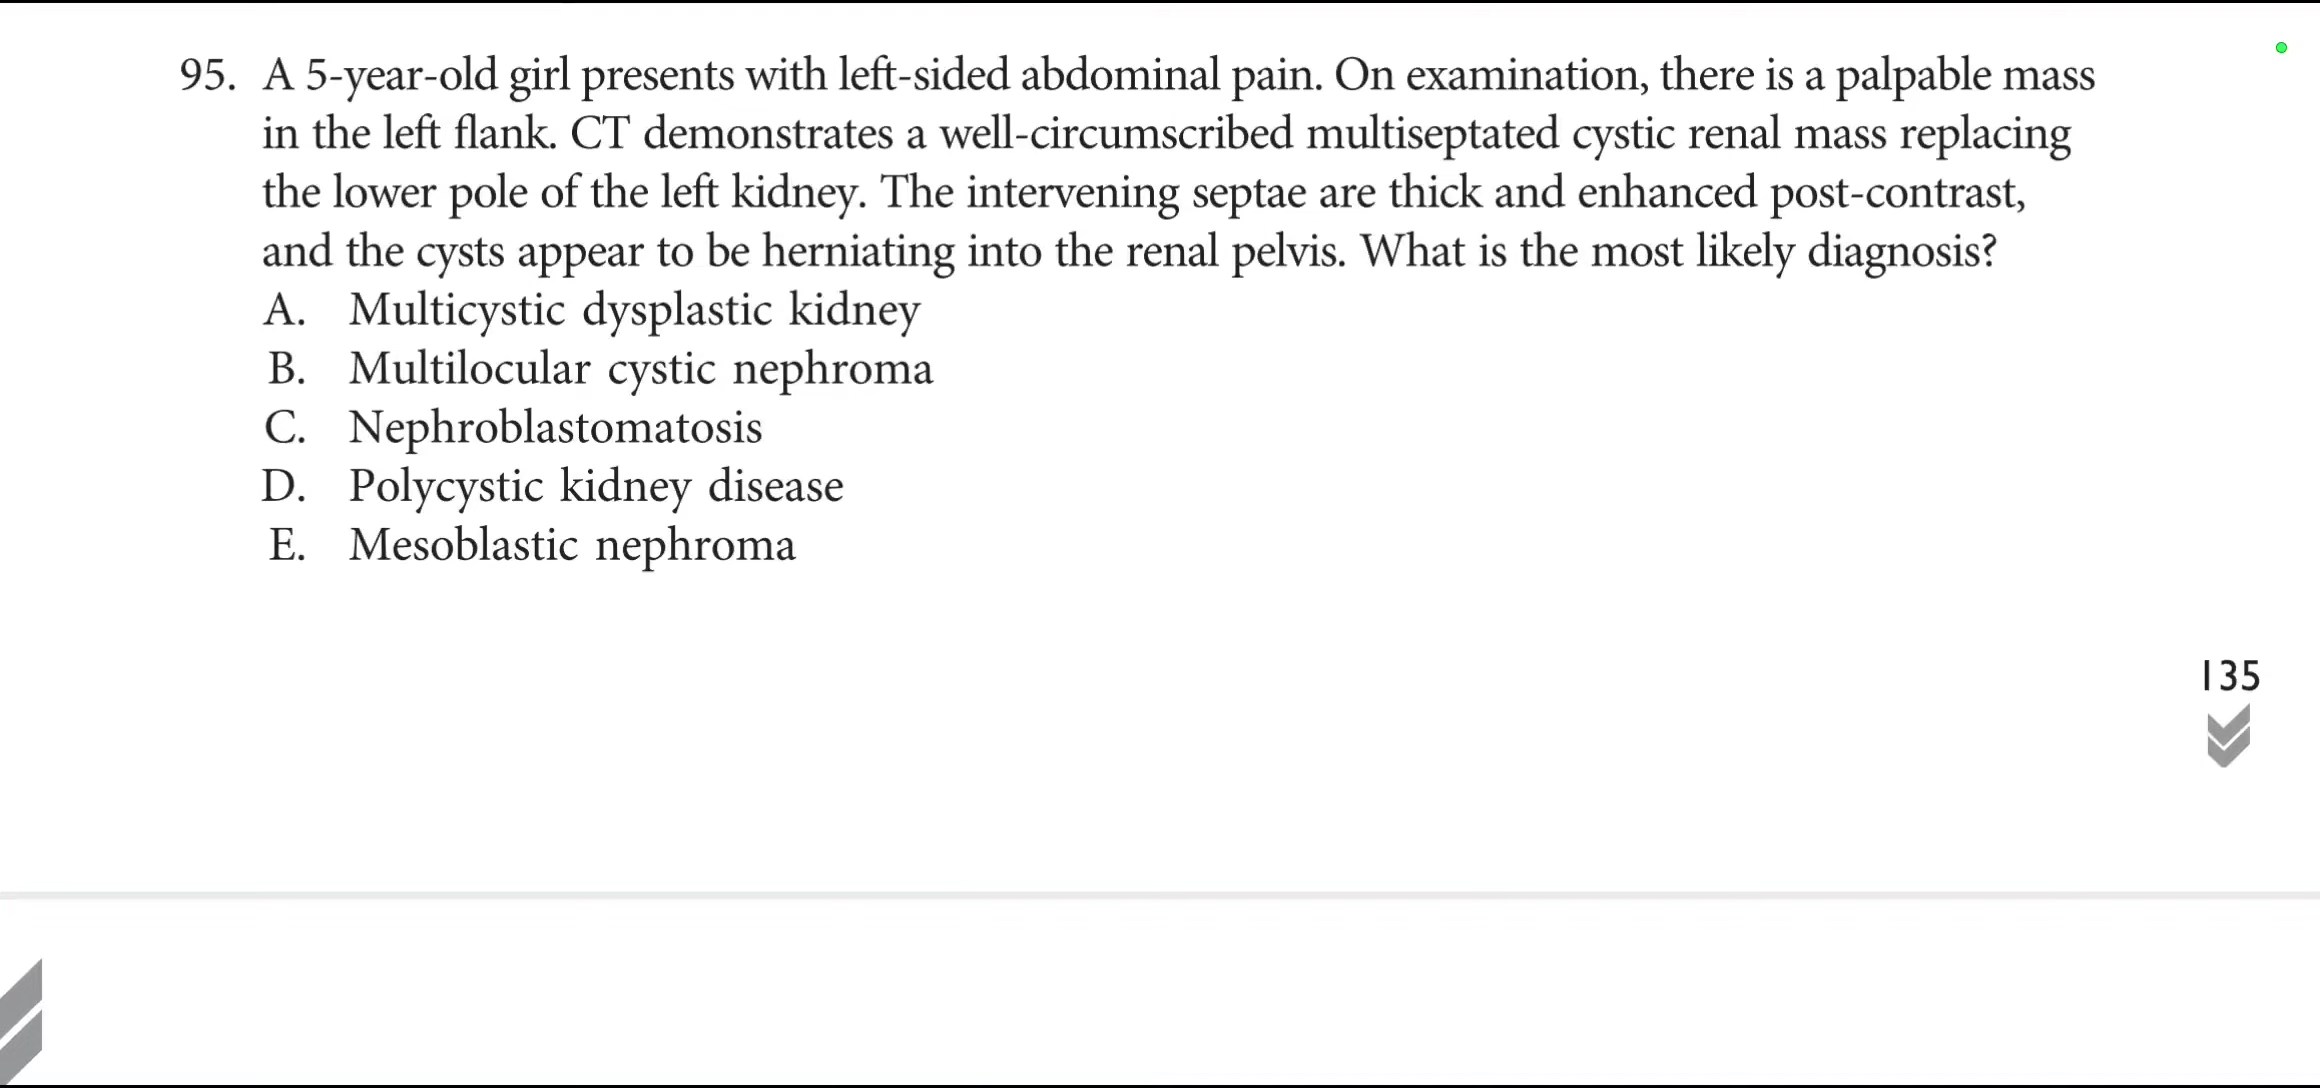 95. A 5-year-old girl presents with left-sided abdominal pain. On examination, there is a palpable mass
in the left flank. CT demonstrates a well-circumscribed multiseptated cystic renal mass replacing
the lower pole of the left kidney. The intervening septae are thick and enhanced post-contrast,
and the cysts appear to be herniating into the renal pelvis. What is the most likely diagnosis?
A. Multicystic dysplastic kidney
B. Multilocular cystic nephroma
C. Nephroblastomatosis
D. Polycystic kidney disease
E. Mesoblastic nephroma
135